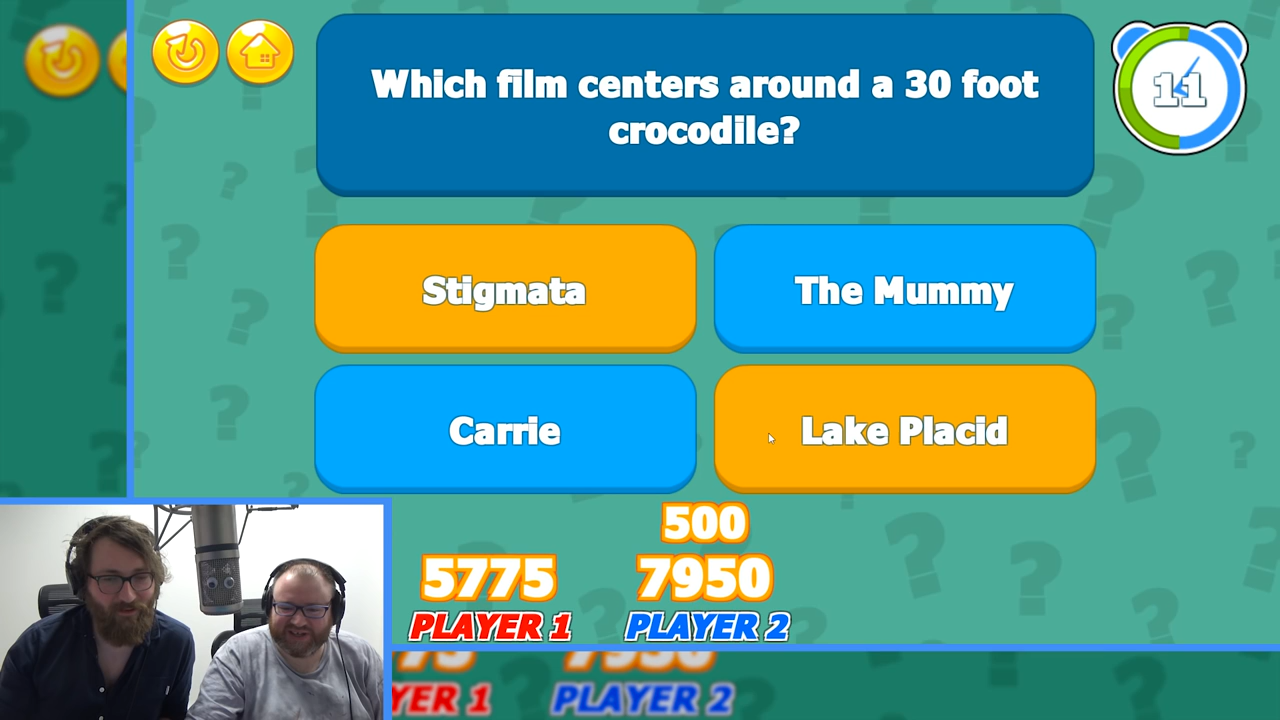 Which film centers around a 30 foot
crocodile?
11
Stigmata
The Mummy
Carrie
Lake Placid
500
5775
7950
PLAYER 1
PLAYER 2
YER 1
PLAYER 2